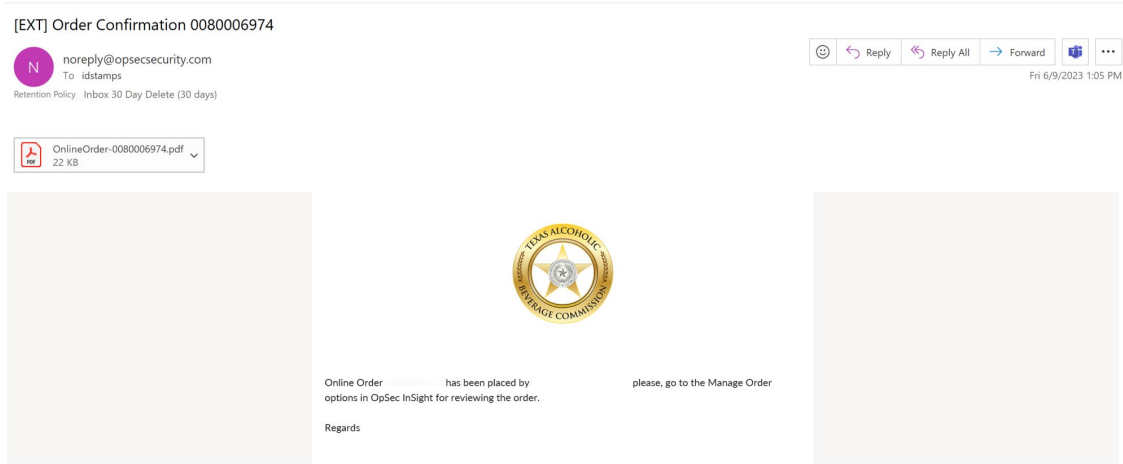 [EXT] Order Confirmation 0080006974
N
noreply@opsecsecurity.com
To idstamps
Retention Policy Inbox 30 Day Delete (30 days)
Reply Reply All Forward
Fri 6/9/2023 1:05 PM
OnlineOrder-0080006974.pdf
22 KB
PDF
TEXAS ALCOHOLIC
BEVERAGE COMMISSION
Online Order has been placed by please, go to the Manage Order
options in OpSec InSight for reviewing the order.
Regards